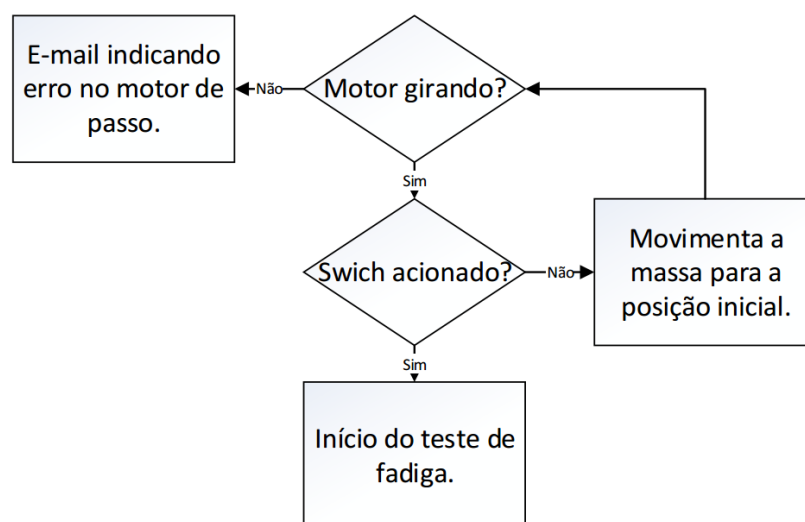 E-mail indicando
erro no motor de
passo.
Não
Motor girando?
Sim
Swich acionado?
Não
Movimenta a
massa para a
posição inicial.
Sim
Início do teste de
fadiga.